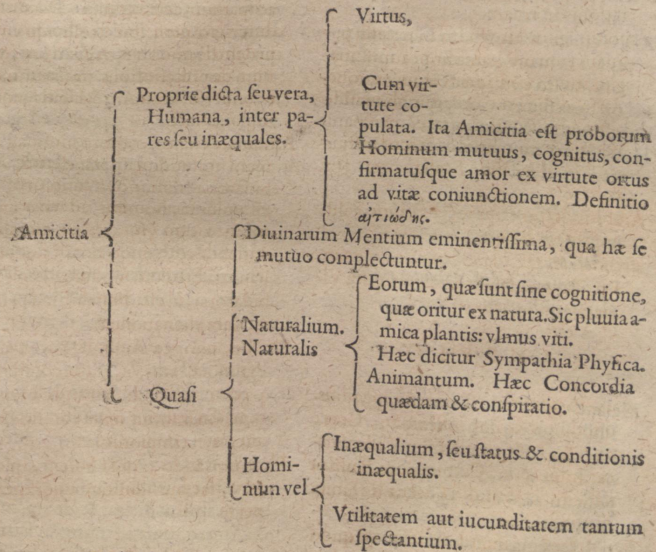 Virtus,
Proprie dicta ſeu vera,
Humana, inter pa-
res ſeu inæquales.
Cum vir-
tute co-
pulata. Ita Amicitia eſt proborum
Hominum mutuus, cognitus, con-
firmatuſque amor ex virtute ortus
ad vitæ coniunctionem. Definitio
αἰτιώδης.
Amicitia
Diuinarum Mentium eminentiſſima, qua hæ ſe
mutuo complectuntur.
Quaſi
Naturalium.
Naturalis
Eorum, quæ ſunt ſine cognitione,
quæ oritur ex natura. Sic pluuia a-
mica plantis: vlmus viti.
Hæc dicitur Sympathia Phyſica.
Animantum. Hæc Concordia
quædam & conſpiratio.
Homi-
num vel
Inæqualium, ſeu ſtatus & conditionis
inæqualis.
Vtilitatem aut iucunditatem tantum
ſpectantium.